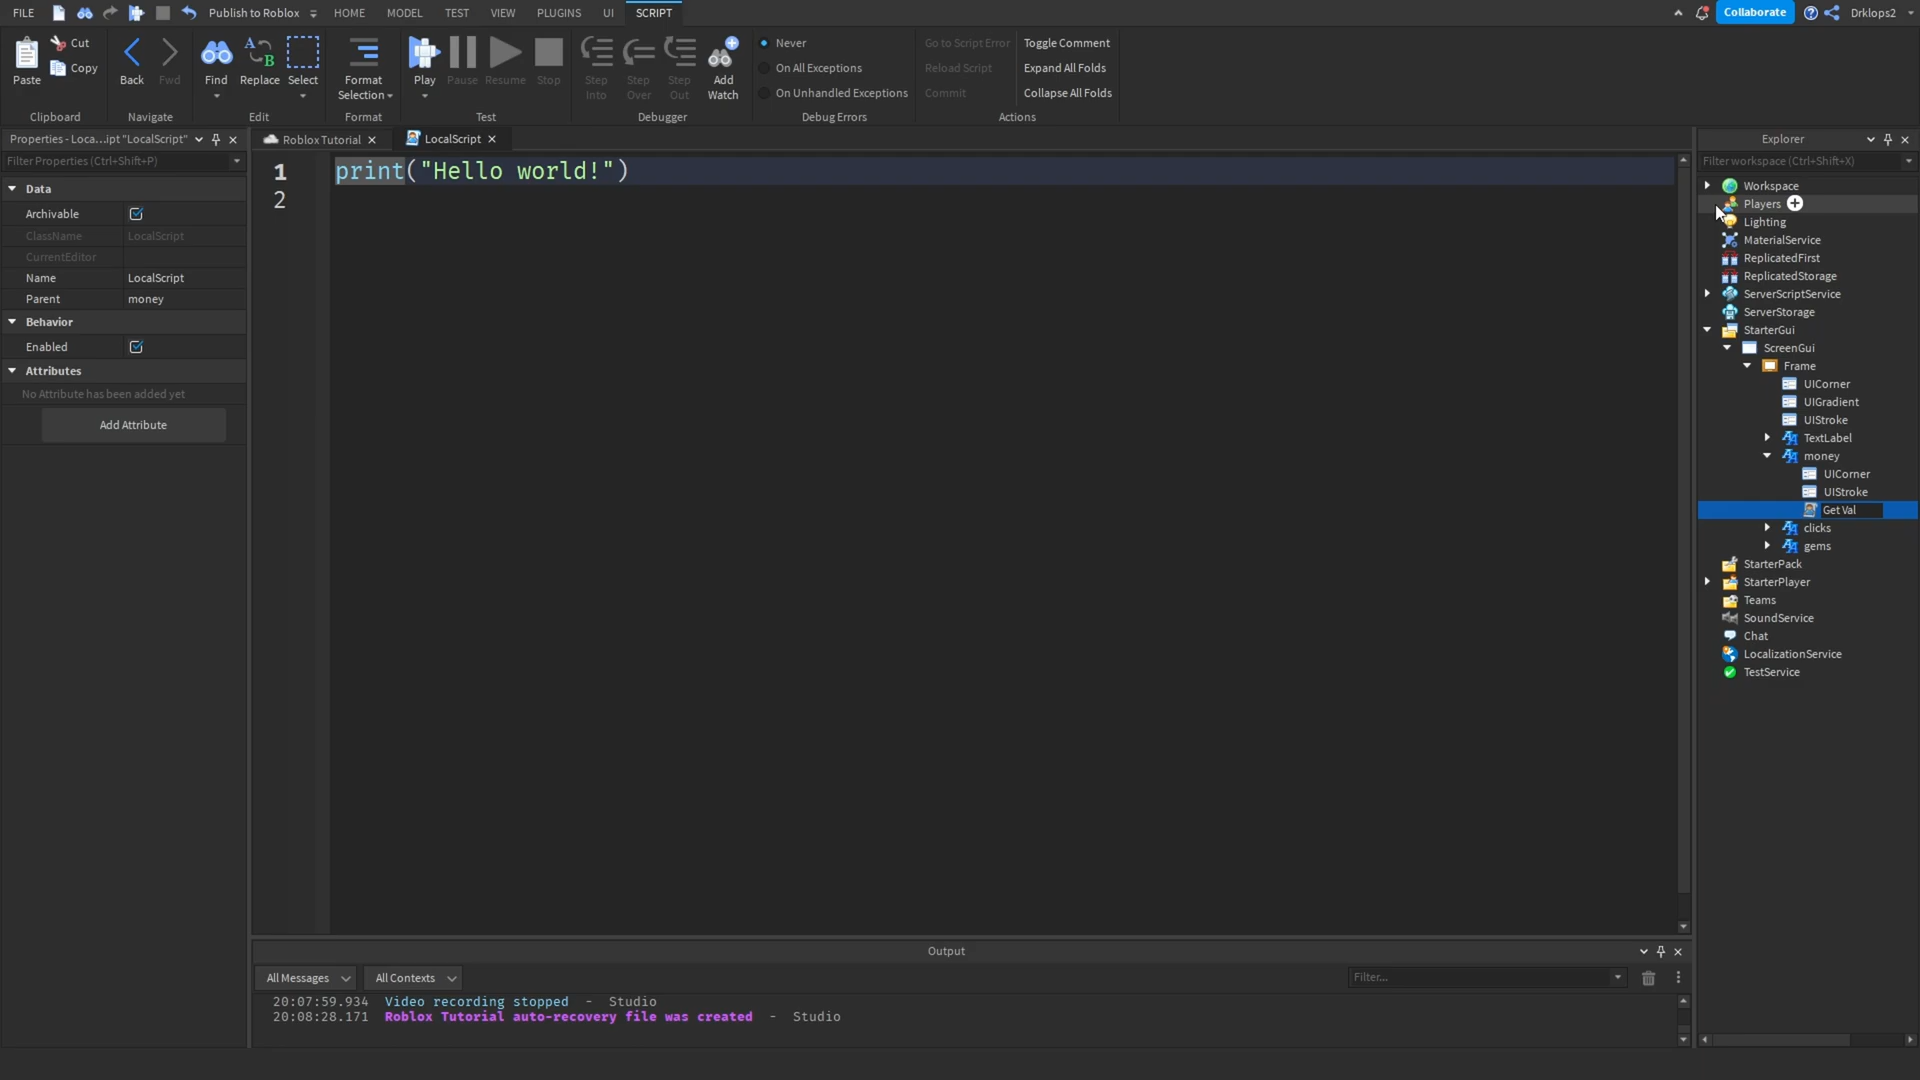 FILE Publish to Roblox HOME MODEL TEST VIEW PLUGINS UI SCRIPT Collaborate Drklops2
Paste Cut Copy
Clipboard
Back Fwd
Navigate
Find Replace Select
Edit
Format Selection
Format
Play Pause Resume Stop
Test
Step Into Step Over Step Out Add Watch
Debugger
Never
On All Exceptions
On Unhandled Exceptions
Debug Errors
Go to Script Error Toggle Comment
Reload Script Expand All Folds
Commit Collapse All Folds
Actions
Properties - Loca...ipt "LocalScript"
Filter Properties (Ctrl+Shift+P)
Data
Archivable
ClassName LocalScript
CurrentEditor
Name LocalScript
Parent money
Behavior
Enabled
Attributes
No Attribute has been added yet
Add Attribute
Roblox Tutorial LocalScript
1 print("Hello world!")
2
Output
All Messages All Contexts Filter...
20:07:59.934 Video recording stopped - Studio
20:08:28.171 Roblox Tutorial auto-recovery file was created - Studio
Explorer
Filter workspace (Ctrl+Shift+X)
Workspace
Players
Lighting
MaterialService
ReplicatedFirst
ReplicatedStorage
ServerScriptService
ServerStorage
StarterGui
ScreenGui
Frame
UICorner
UIGradient
UIStroke
TextLabel
money
UICorner
UIStroke
Get Val
clicks
gems
StarterPack
StarterPlayer
Teams
SoundService
Chat
LocalizationService
TestService